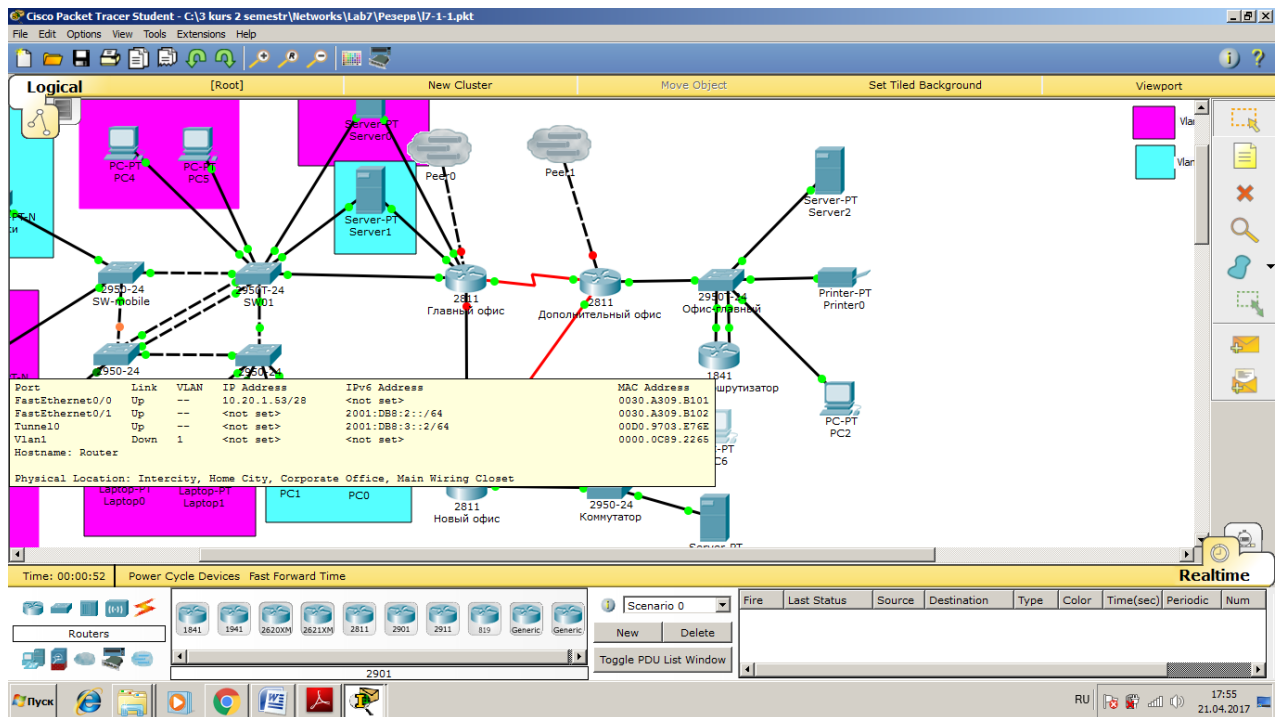 Cisco Packet Tracer Student - C:\3 kurs 2 semestr\Networks\Lab7\Резерв\l7-1-1.pkt
File Edit Options View Tools Extensions Help
Logical [Root] New Cluster Move Object Set Tiled Background Viewport
PC-PT
PC4
PC-PT
PC5
Server-PT
Server0
Peer0
Peer1
Server-PT
Server1
Server-PT
Server2
2950-24
SW-mobile
2950T-24
SW01
2811
Главный офис
2811
Дополнительный офис
2950T-24
Офис-главный
Printer-PT
Printer0
2950-24
2950-24
1841
PC-PT
PC2
Port Link VLAN IP Address IPv6 Address MAC Address
FastEthernet0/0 Up -- 10.20.1.53/28 <not set> 0030.A309.B101
FastEthernet0/1 Up -- <not set> 2001:DB8:2::/64 0030.A309.B102
Tunnel0 Up -- <not set> 2001:DB8:3::2/64 00D0.9703.E76E
Vlan1 Down 1 <not set> <not set> 0000.0C89.2265
Hostname: Router
Physical Location: Intercity, Home City, Corporate Office, Main Wiring Closet
Laptop-PT
Laptop0
Laptop-PT
Laptop1
PC1
PC0
2811
Новый офис
2950-24
Коммутатор
Time: 00:00:52 Power Cycle Devices Fast Forward Time Realtime
Routers
1841 1941 2620XM 2621XM 2811 2901 2911 819 Generic Generic
2901
Scenario 0
New Delete
Toggle PDU List Window
Fire Last Status Source Destination Type Color Time(sec) Periodic Num
Пуск
RU
17:55
21.04.2017